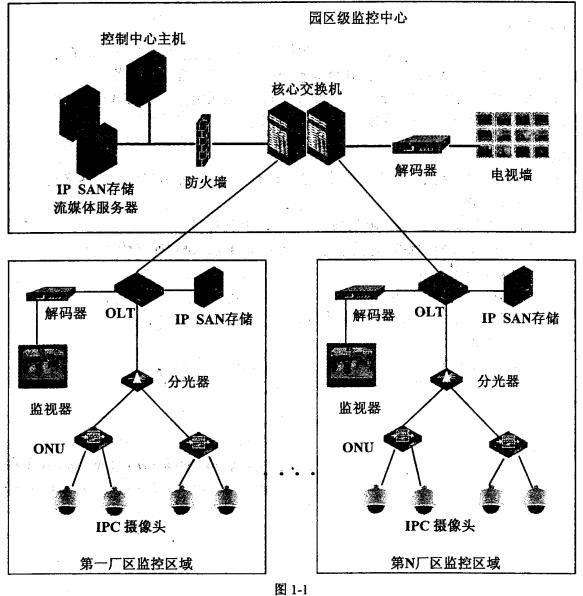 园区级监控中心
控制中心主机
核心交换机
IP SAN存储
流媒体服务器
防火墙
解码器
电视墙
解码器
OLT
IP SAN存储
监视器
分光器
ONU
IPC 摄像头
第一厂区监控区域
解码器
OLT
IP SAN存储
监视器
分光器
ONU
IPC 摄像头
第N厂区监控区域
图 1-1